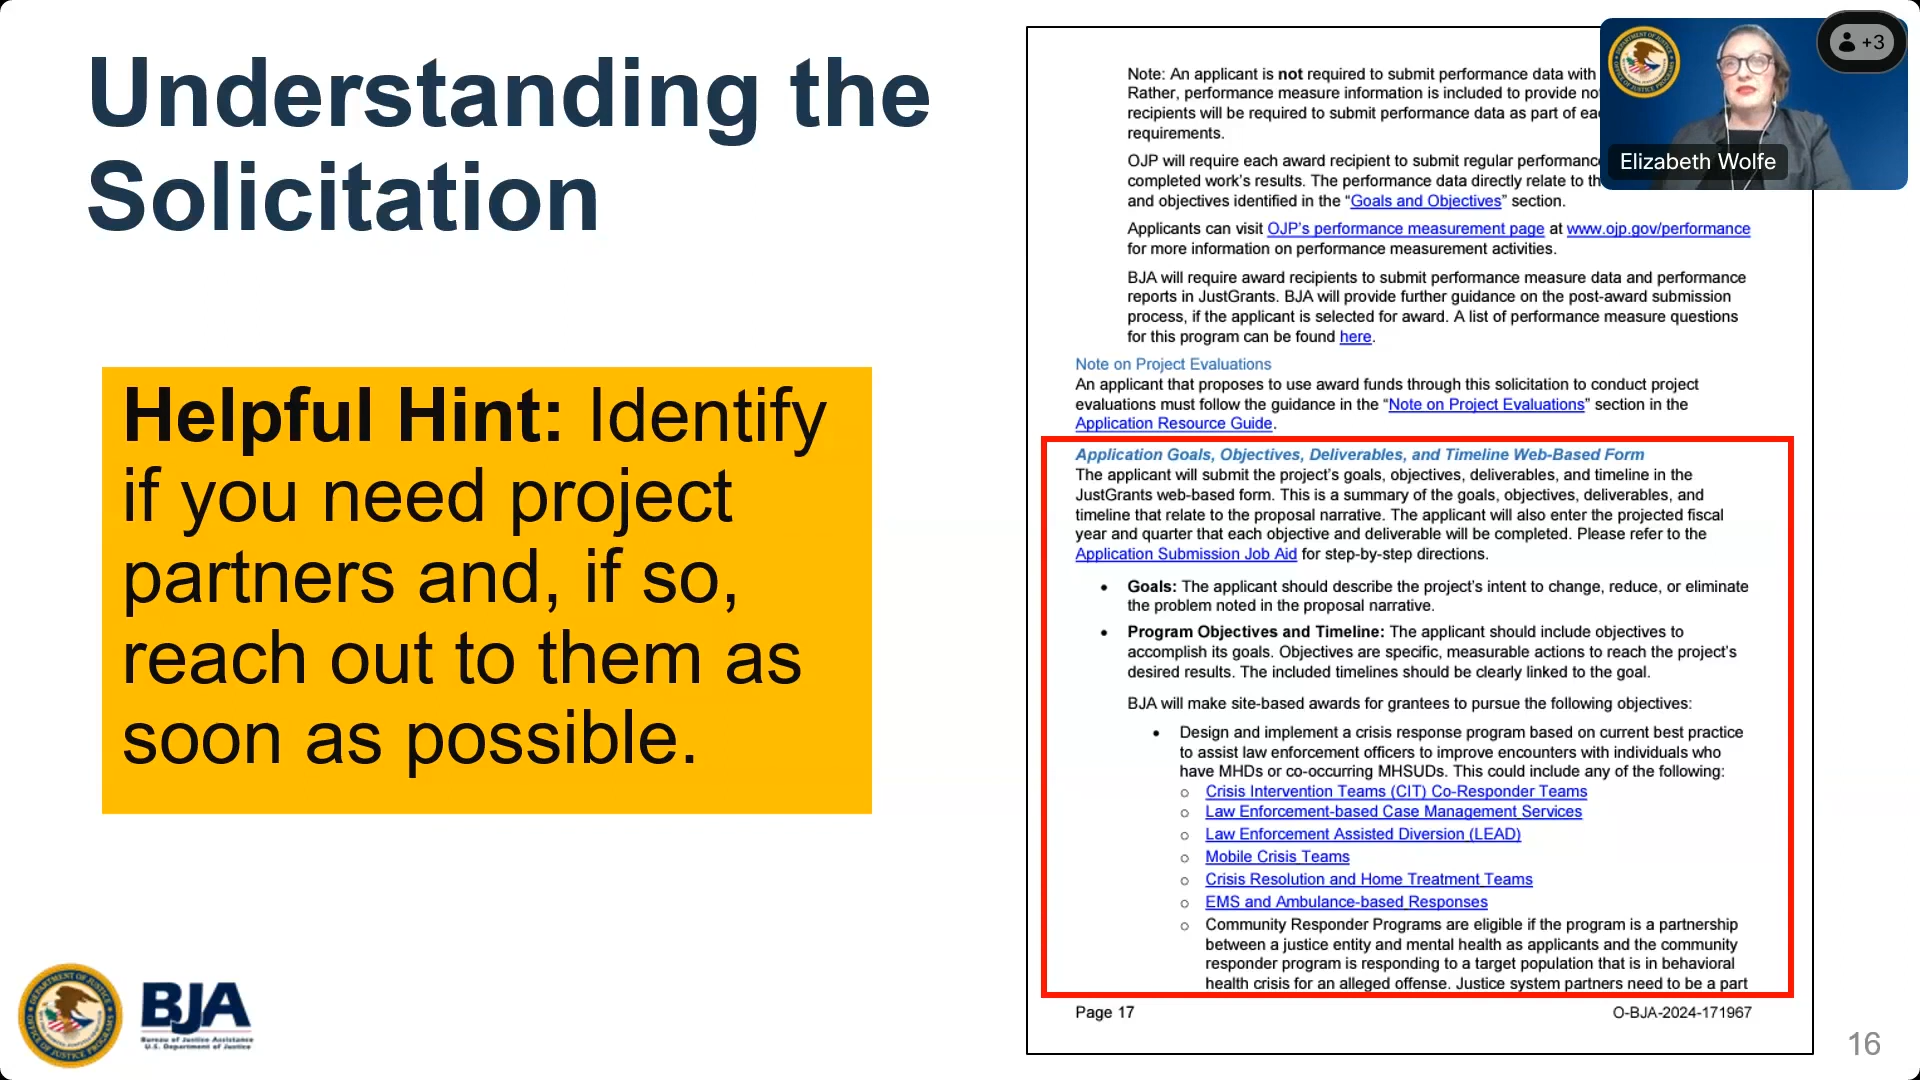 Understanding the
Solicitation
Helpful Hint: Identify
if you need project
partners and, if so,
reach out to them as
soon as possible.
Note: An applicant is not required to submit performance data with
Rather, performance measure information is included to provide no
recipients will be required to submit performance data as part of ea
requirements.
OJP will require each award recipient to submit regular performanc
completed work's results. The performance data directly relate to th
and objectives identified in the “Goals and Objectives” section.
Applicants can visit OJP's performance measurement page at www.ojp.gov/performance
for more information on performance measurement activities.
BJA will require award recipients to submit performance measure data and performance
reports in JustGrants. BJA will provide further guidance on the post-award submission
process, if the applicant is selected for award. A list of performance measure questions
for this program can be found here.
Note on Project Evaluations
An applicant that proposes to use award funds through this solicitation to conduct project
evaluations must follow the guidance in the “Note on Project Evaluations” section in the
Application Resource Guide.
Application Goals, Objectives, Deliverables, and Timeline Web-Based Form
The applicant will submit the project's goals, objectives, deliverables, and timeline in the
JustGrants web-based form. This is a summary of the goals, objectives, deliverables, and
timeline that relate to the proposal narrative. The applicant will also enter the projected fiscal
year and quarter that each objective and deliverable will be completed. Please refer to the
Application Submission Job Aid for step-by-step directions.
• Goals: The applicant should describe the project's intent to change, reduce, or eliminate
the problem noted in the proposal narrative.
• Program Objectives and Timeline: The applicant should include objectives to
accomplish its goals. Objectives are specific, measurable actions to reach the project's
desired results. The included timelines should be clearly linked to the goal.
BJA will make site-based awards for grantees to pursue the following objectives:
• Design and implement a crisis response program based on current best practice
to assist law enforcement officers to improve encounters with individuals who
have MHDs or co-occurring MHSUDs. This could include any of the following:
o Crisis Intervention Teams (CIT) Co-Responder Teams
o Law Enforcement-based Case Management Services
o Law Enforcement Assisted Diversion (LEAD)
o Mobile Crisis Teams
o Crisis Resolution and Home Treatment Teams
o EMS and Ambulance-based Responses
o Community Responder Programs are eligible if the program is a partnership
between a justice entity and mental health as applicants and the community
responder program is responding to a target population that is in behavioral
health crisis for an alleged offense. Justice system partners need to be a part
Page 17
O-BJA-2024-171967
+3
Elizabeth Wolfe
BJA
Bureau of Justice Assistance
U.S. Department of Justice
16